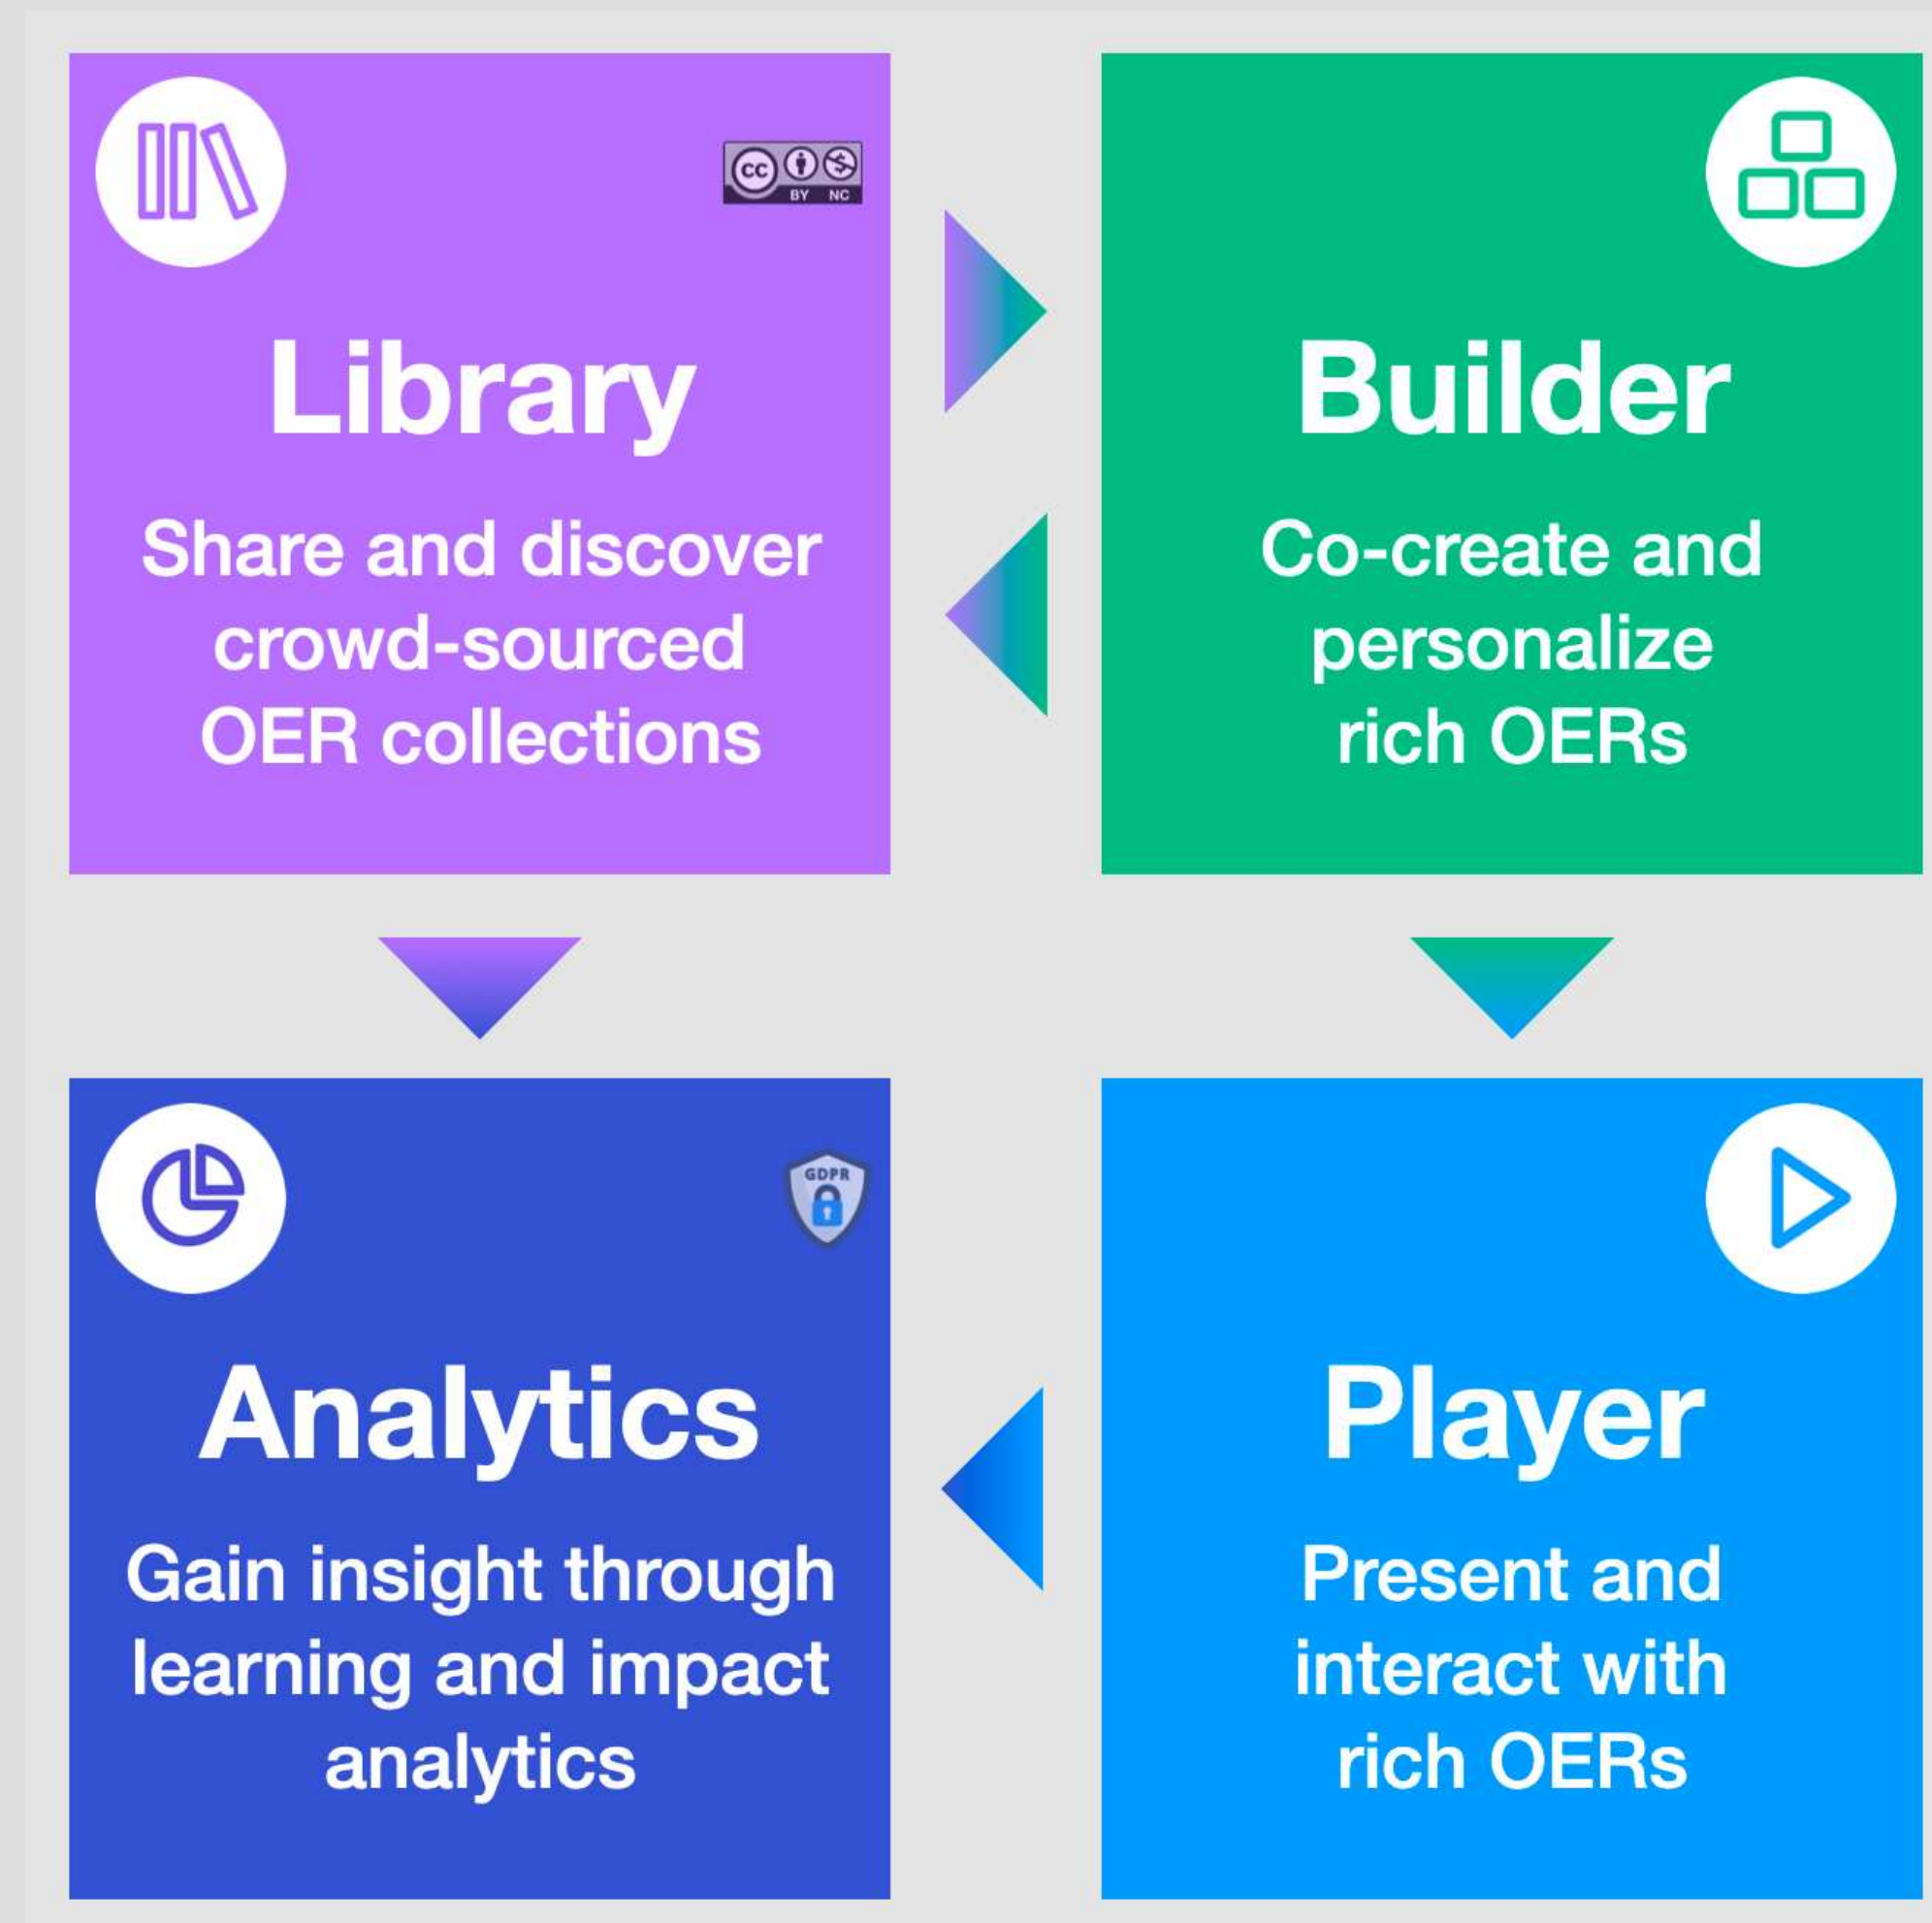 CC BY NC
Library
Share and discover
crowd-sourced
OER collections
Builder
Co-create and
personalize
rich OERs
GDPR
Analytics
Gain insight through
learning and impact
analytics
Player
Present and
interact with
rich OERs